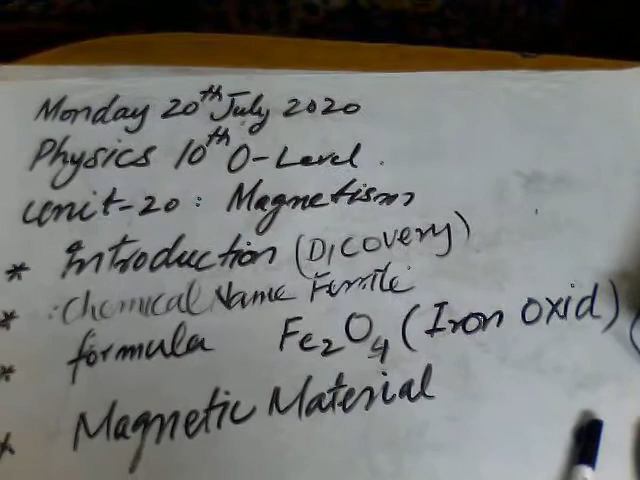 Monday 20th July 2020
Physics 10th O-Level.
Unit-20: Magnetism
* Introduction (Dicovery)
* :Chemical Name Ferrite
* formula Fe2O4 (Iron Oxid)
* Magnetic Material